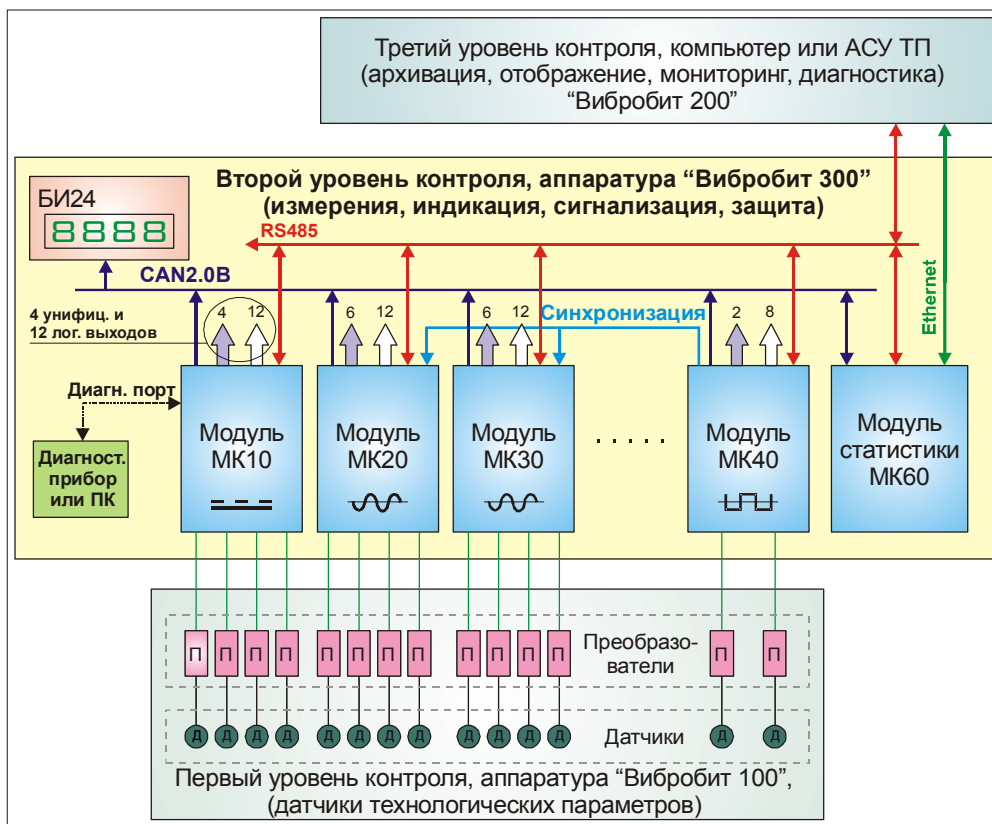 Третий уровень контроля, компьютер или АСУ ТП
(архивация, отображение, мониторинг, диагностика)
“Вибробит 200”
Второй уровень контроля, аппаратура “Вибробит 300”
(измерения, индикация, сигнализация, защита)
БИ24
8888
RS485
CAN2.0B
Ethernet
4 унифиц. и
12 лог. выходов
4
12
6
12
6
12
Синхронизация
2
8
Диагн. порт
Диагност.
прибор
или ПК
Модуль
МК10
Модуль
МК20
Модуль
МК30
. . . . .
Модуль
МК40
Модуль
статистики
МК60
П П П П П П П П П П П П П П
Преобразо-
ватели
Д Д Д Д Д Д Д Д Д Д Д Д Д Д
Датчики
Первый уровень контроля, аппаратура “Вибробит 100”,
(датчики технологических параметров)